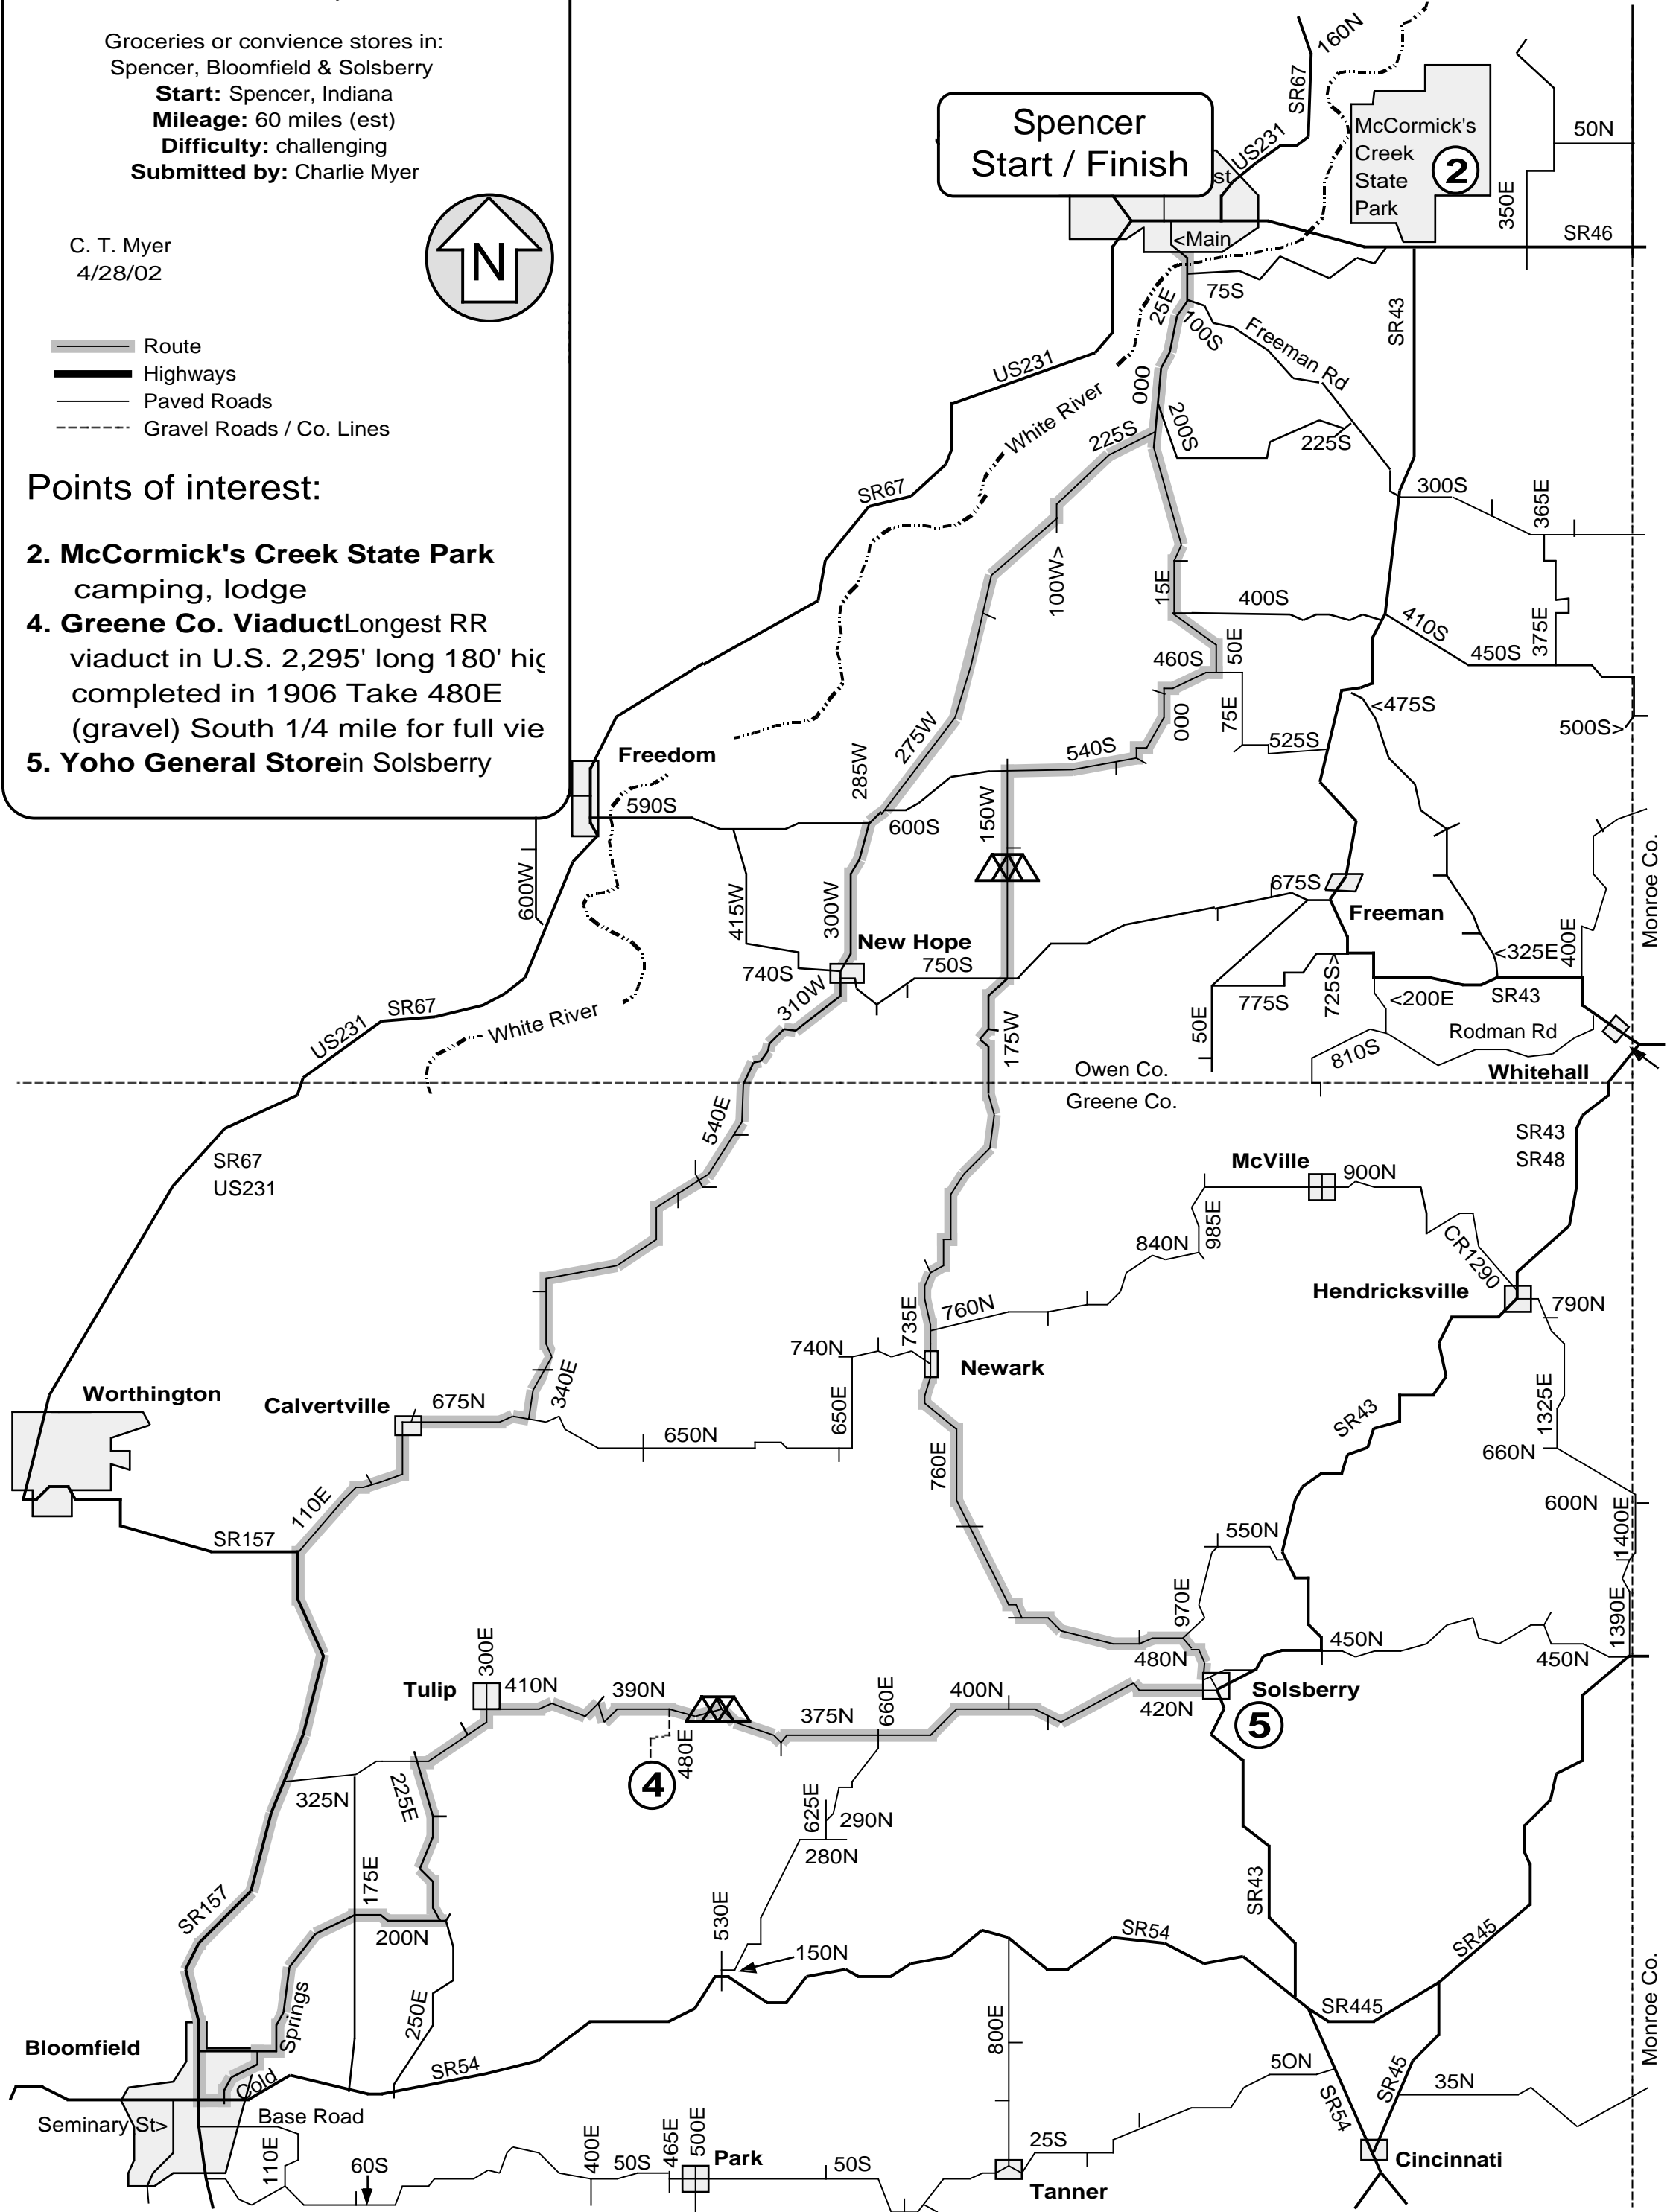 Groceries or convience stores in:
Spencer, Bloomfield & Solsberry
Start: Spencer, Indiana
Mileage: 60 miles (est)
Difficulty: challenging
Submitted by: Charlie Myer
C. T. Myer
4/28/02
N
Route
Highways
Paved Roads
Gravel Roads / Co. Lines
Points of interest:
2. McCormick's Creek State Park
camping, lodge
4. Greene Co. ViaductLongest RR
viaduct in U.S. 2,295' long 180' hig
completed in 1906 Take 480E
(gravel) South 1/4 mile for full vie
5. Yoho General Storein Solsberry
Spencer
Start / Finish
st
US231
SR67
160N
McCormick's
Creek
State
Park
2
50N
350E
SR46
<Main
75S
25E
100S
Freeman Rd
SR43
US231
000
White River
225S
200S
225S
SR67
300S
365E
100W>
15E
400S
410S
375E
450S
460S
50E
<475S
500S>
000
75E
525S
275W
540S
Freedom
285W
590S
600S
150W
600W
415W
300W
675S
Freeman
Monroe Co.
New Hope
740S
750S
<325E
400E
310W
SR67
US231
White River
50E
775S
725S>
<200E
SR43
Rodman Rd
175W
810S
Whitehall
Owen Co.
Greene Co.
540E
SR43
SR48
SR67
US231
McVille
900N
985E
840N
CR1290
Hendricksville
790N
735E
760N
740N
Newark
Worthington
Calvertville
675N
340E
650N
650E
SR43
1325E
660N
760E
600N
1400E
110E
SR157
550N
970E
1390E
450N
450N
480N
300E
Tulip
410N
390N
400N
660E
420N
Solsberry
5
375N
480E
4
325N
225E
625E
290N
280N
175E
SR157
200N
530E
150N
SR54
SR43
SR45
Monroe Co.
250E
Springs
SR445
Bloomfield
800E
SR54
Cold
50N
SR54
SR45
35N
Seminary St>
Base Road
110E
60S
400E
50S
465E
500E
Park
50S
25S
Tanner
Cincinnati